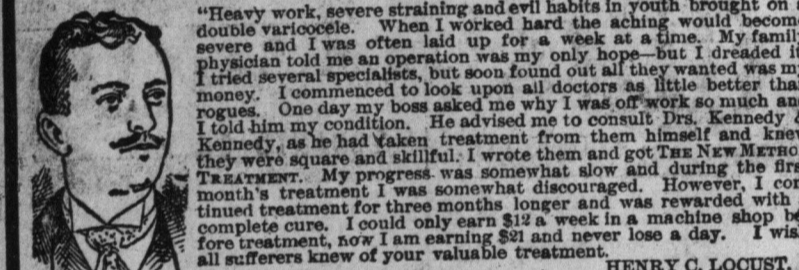 “Heavy work, severe straining and evil habits in youth brought on a
double varicocele. When I worked hard the aching would become
severe and I was often laid up for a week at a time. My family
physician told me an operation was my only hope—but I dreaded it
I tried several specialists, but soon found out all they wanted was my
money. I commenced to look upon all doctors as little better than
rogues. One day my boss asked me why I was off work so much and
I told him my condition. He advised me to consult Drs. Kennedy &
Kennedy, as he had taken treatment from them himself and knew
they were square and skillful. I wrote them and got THE NEW METHO
TREATMENT. My progress was somewhat slow and during the firs
month's treatment I was somewhat discouraged. However, I con
tinued treatment for three months longer and was rewarded with
complete cure. I could only earn $12 a week in a machine shop be
fore treatment, now I am earning $21 and never lose a day. I wis
all sufferers knew of your valuable treatment.
HENRY C. LOCUST.